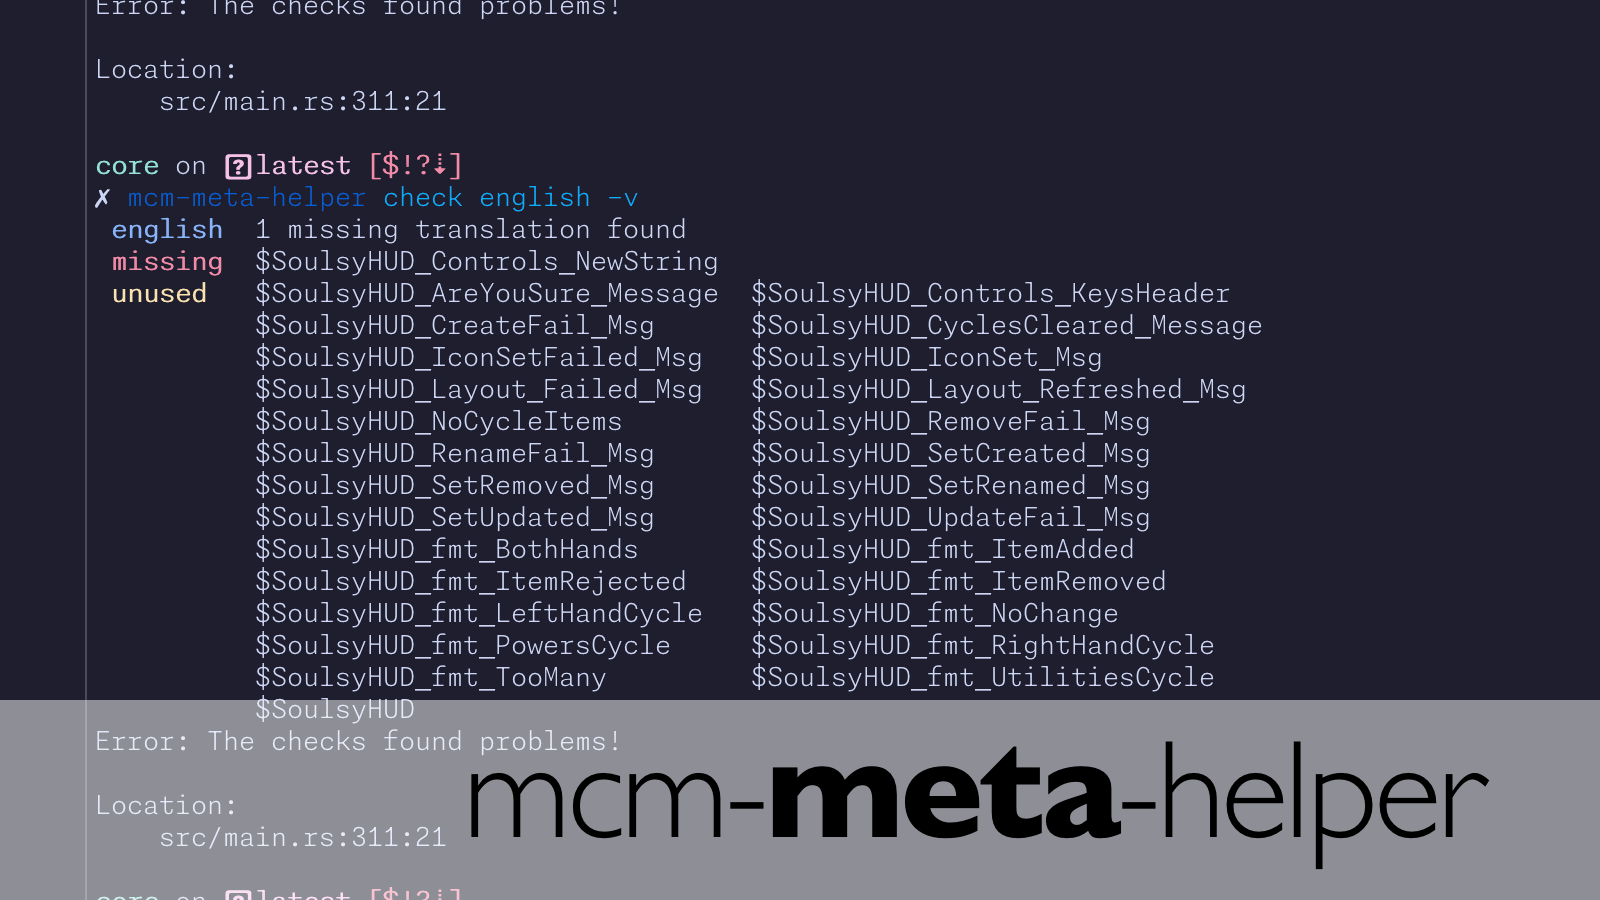 Error: The checks found problems!
Location:
src/main.rs:311:21
core on ?latest [$!?⇣]
✗ mcm-meta-helper check english -v
english 1 missing translation found
missing $SoulsyHUD_Controls_NewString
unused $SoulsyHUD_AreYouSure_Message $SoulsyHUD_Controls_KeysHeader
$SoulsyHUD_CreateFail_Msg $SoulsyHUD_CyclesCleared_Message
$SoulsyHUD_IconSetFailed_Msg $SoulsyHUD_IconSet_Msg
$SoulsyHUD_Layout_Failed_Msg $SoulsyHUD_Layout_Refreshed_Msg
$SoulsyHUD_NoCycleItems $SoulsyHUD_RemoveFail_Msg
$SoulsyHUD_RenameFail_Msg $SoulsyHUD_SetCreated_Msg
$SoulsyHUD_SetRemoved_Msg $SoulsyHUD_SetRenamed_Msg
$SoulsyHUD_SetUpdated_Msg $SoulsyHUD_UpdateFail_Msg
$SoulsyHUD_fmt_BothHands $SoulsyHUD_fmt_ItemAdded
$SoulsyHUD_fmt_ItemRejected $SoulsyHUD_fmt_ItemRemoved
$SoulsyHUD_fmt_LeftHandCycle $SoulsyHUD_fmt_NoChange
$SoulsyHUD_fmt_PowersCycle $SoulsyHUD_fmt_RightHandCycle
$SoulsyHUD_fmt_TooMany $SoulsyHUD_fmt_UtilitiesCycle
$SoulsyHUD
Error: The checks found problems!
Location:
src/main.rs:311:21
mcm-meta-helper
core on ?latest [$!?⇣]